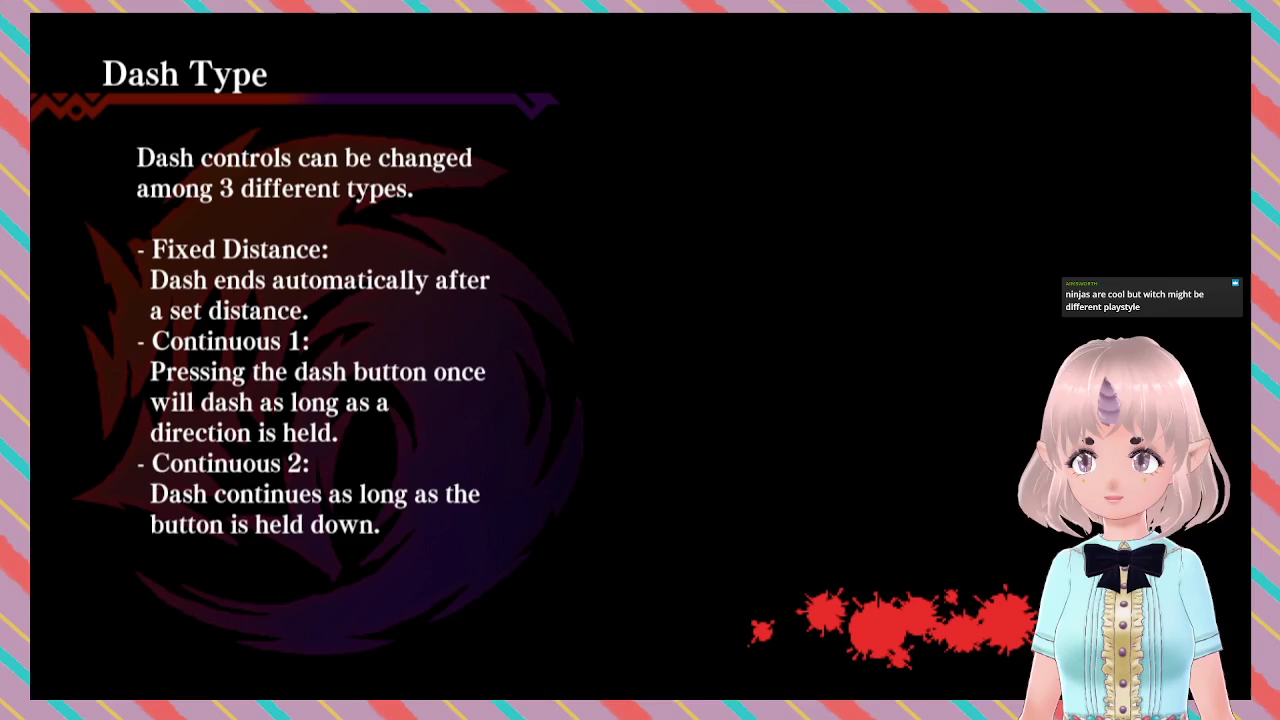 Dash Type
Dash controls can be changed
among 3 different types.
- Fixed Distance:
Dash ends automatically after
a set distance.
- Continuous 1:
Pressing the dash button once
will dash as long as a
direction is held.
- Continuous 2:
Dash continues as long as the
button is held down.
AINSWORTH
ninjas are cool but witch might be
different playstyle